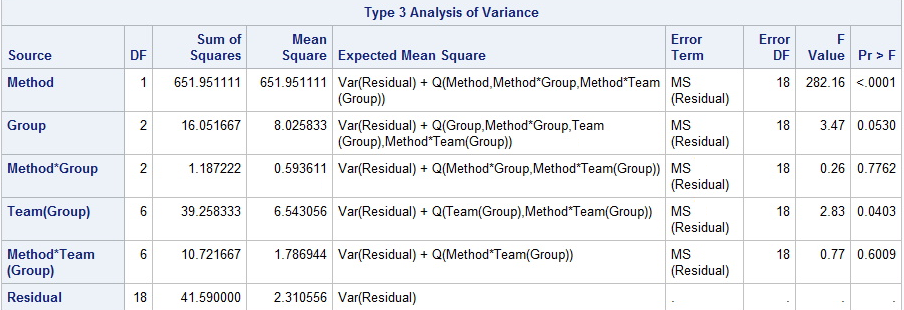 Type 3 Analysis of Variance
Source DF Sum of Squares Mean Square Expected Mean Square Error Term Error DF F Value Pr > F
Method 1 651.951111 651.951111 Var(Residual) + Q(Method,Method*Group,Method*Team (Group)) MS (Residual) 18 282.16 <.0001
Group 2 16.051667 8.025833 Var(Residual) + Q(Group,Method*Group,Team (Group),Method*Team(Group)) MS (Residual) 18 3.47 0.0530
Method*Group 2 1.187222 0.593611 Var(Residual) + Q(Method*Group,Method*Team(Group)) MS (Residual) 18 0.26 0.7762
Team(Group) 6 39.258333 6.543056 Var(Residual) + Q(Team(Group),Method*Team(Group)) MS (Residual) 18 2.83 0.0403
Method*Team (Group) 6 10.721667 1.786944 Var(Residual) + Q(Method*Team(Group)) MS (Residual) 18 0.77 0.6009
Residual 18 41.590000 2.310556 Var(Residual) . . . .